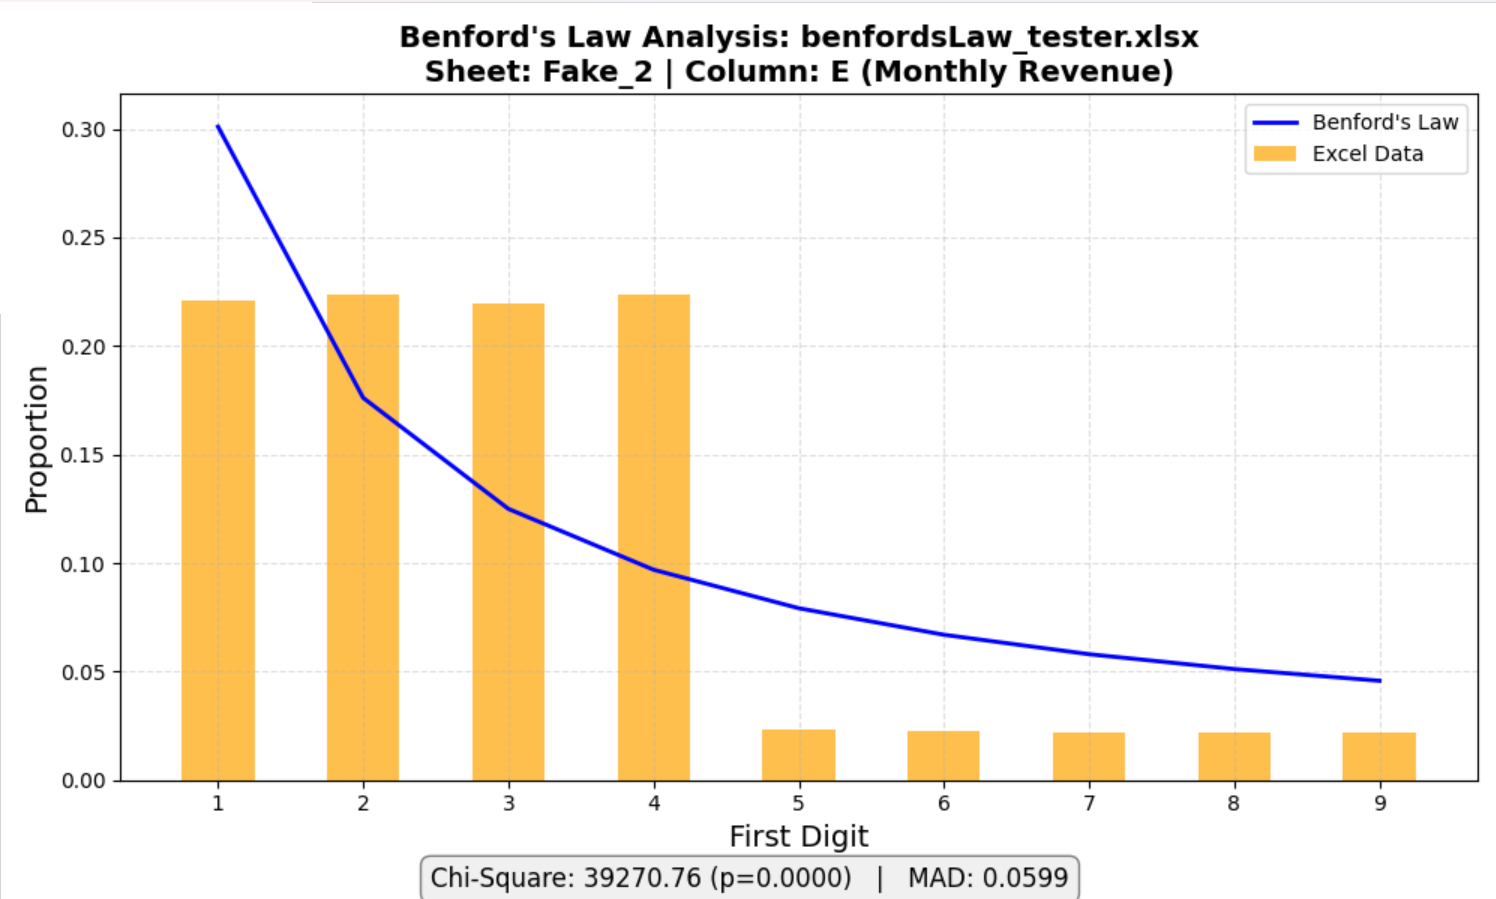 Benford's Law Analysis: benfordsLaw_tester.xlsx
Sheet: Fake_2 | Column: E (Monthly Revenue)
Benford's Law
Excel Data
Proportion
0.30
0.25
0.20
0.15
0.10
0.05
0.00
1 2 3 4 5 6 7 8 9
First Digit
Chi-Square: 39270.76 (p=0.0000) | MAD: 0.0599